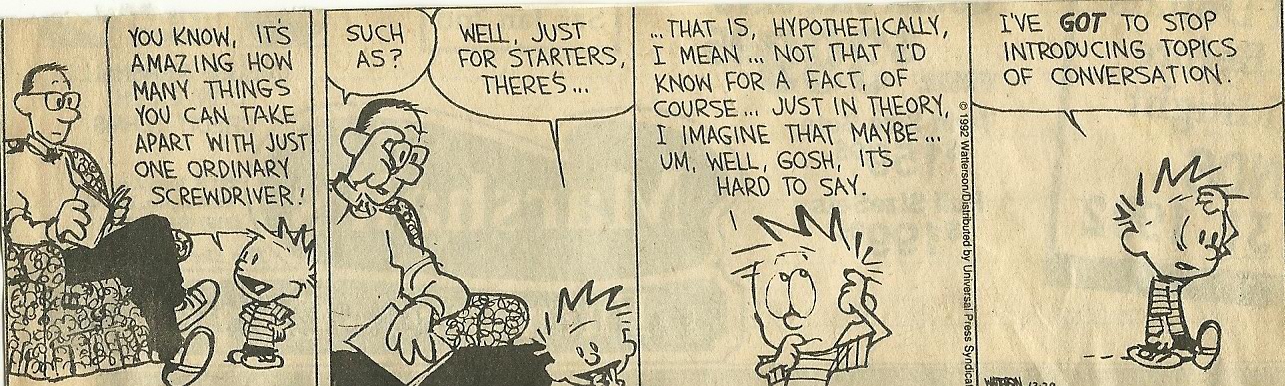 YOU KNOW, IT'S
AMAZING HOW
MANY THINGS
YOU CAN TAKE
APART WITH JUST
ONE ORDINARY
SCREWDRIVER!
SUCH
AS?
WELL, JUST
FOR STARTERS,
THERE'S...
...THAT IS, HYPOTHETICALLY,
I MEAN... NOT THAT I'D
KNOW FOR A FACT, OF
COURSE... JUST IN THEORY,
I IMAGINE THAT MAYBE...
UM, WELL, GOSH, IT'S
HARD TO SAY.
© 1992 Watterson/Distributed by Universal Press Syndica
I'VE GOT TO STOP
INTRODUCING TOPICS
OF CONVERSATION.
WATTERSON